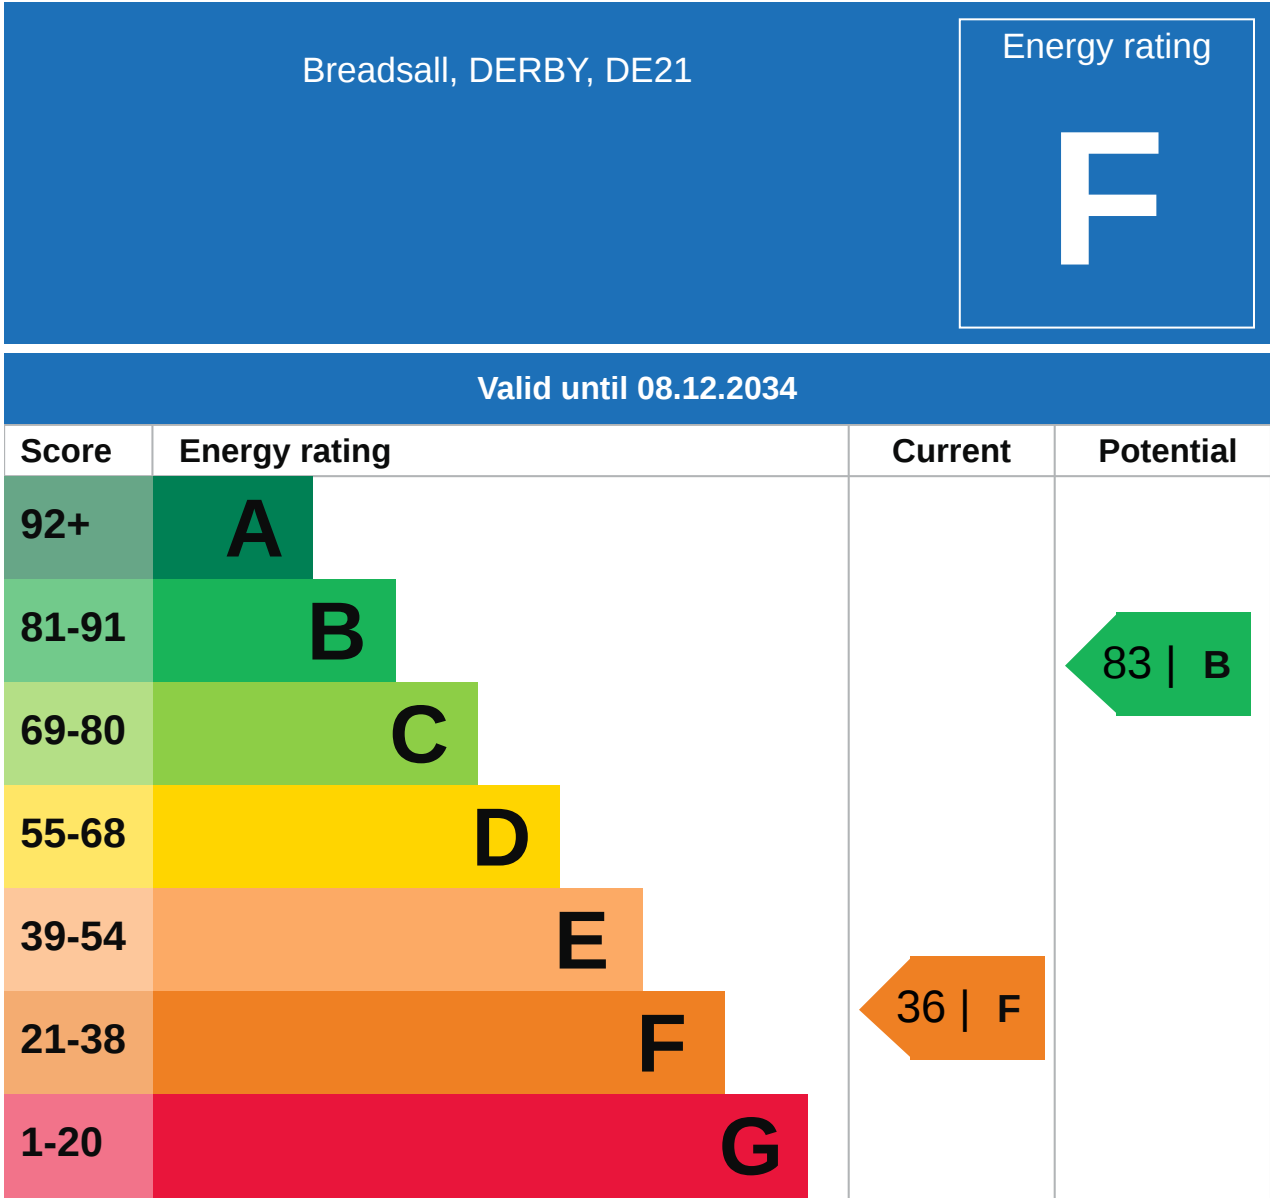 Breadsall, DERBY, DE21
Energy rating
F
Valid until 08.12.2034
Score Energy rating Current Potential
92+ A
81-91 B
83 | B
69-80 C
55-68 D
39-54 E
36 | F
21-38 F
1-20 G